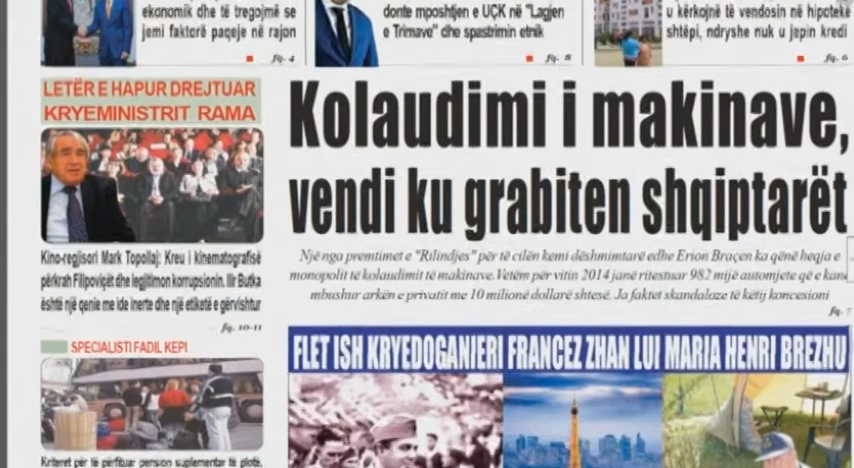 ekonomik dhe të tregojmë se
jemi faktorë paqeje në rajon
fq. 4
donte mposhtjen e UÇK në "Lagjen
e Trimave" dhe spastrimin etnik
fq. 8
u kërkojnë të vendosin në hipotekë
shtëpi, ndryshe nuk u jepin kredi
fq. 6
LETËR E HAPUR DREJTUAR
KRYEMINISTRIT RAMA
Kino-regjisori Mark Topollaj: Kreu i kinematografisë
përkrah Filipoviçët dhe legjitimon korrupsionin. Ilir Butka
është një qenie me ide inerte dhe një etiketë e gërvishtur
fq. 10-11
SPECIALISTI FADIL KEPI
Kriteret për të përfituar pension suplementar të plotë,
Kolaudimi i makinave,
vendi ku grabiten shqiptarët
Një nga premtimet e "Rilindjes" për të cilën kemi dëshmimtarë edhe Erion Braçen ka qënë heqja e
monopolit të kolaudimit të makinave. Vetëm për vitin 2014 janë ritestuar 982 mijë automjete që e kanë
mbushur arkën e privatit me 10 milionë dollarë shtesë. Ja faktet skandaloze të këtij koncesioni
fq. 7
FLET ISH KRYEDOGANIERI FRANCEZ ZHAN LUI MARIA HENRI BREZHU